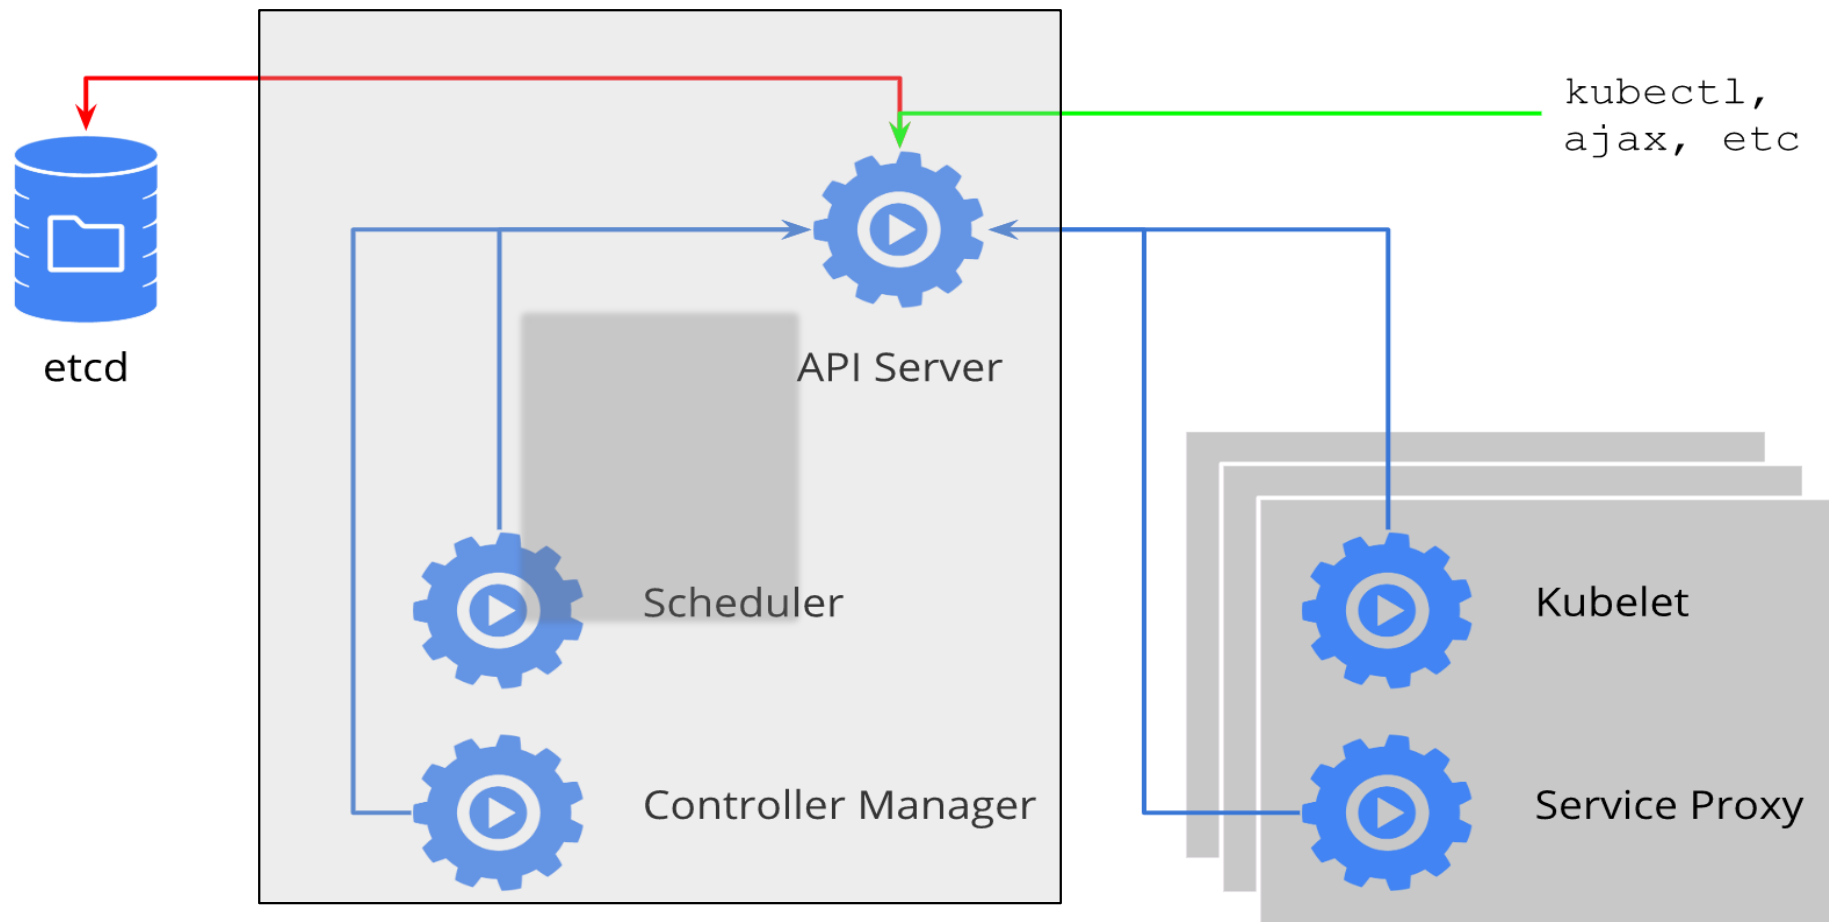 kubectl,
ajax, etc
etcd
API Server
Scheduler
Kubelet
Controller Manager
Service Proxy